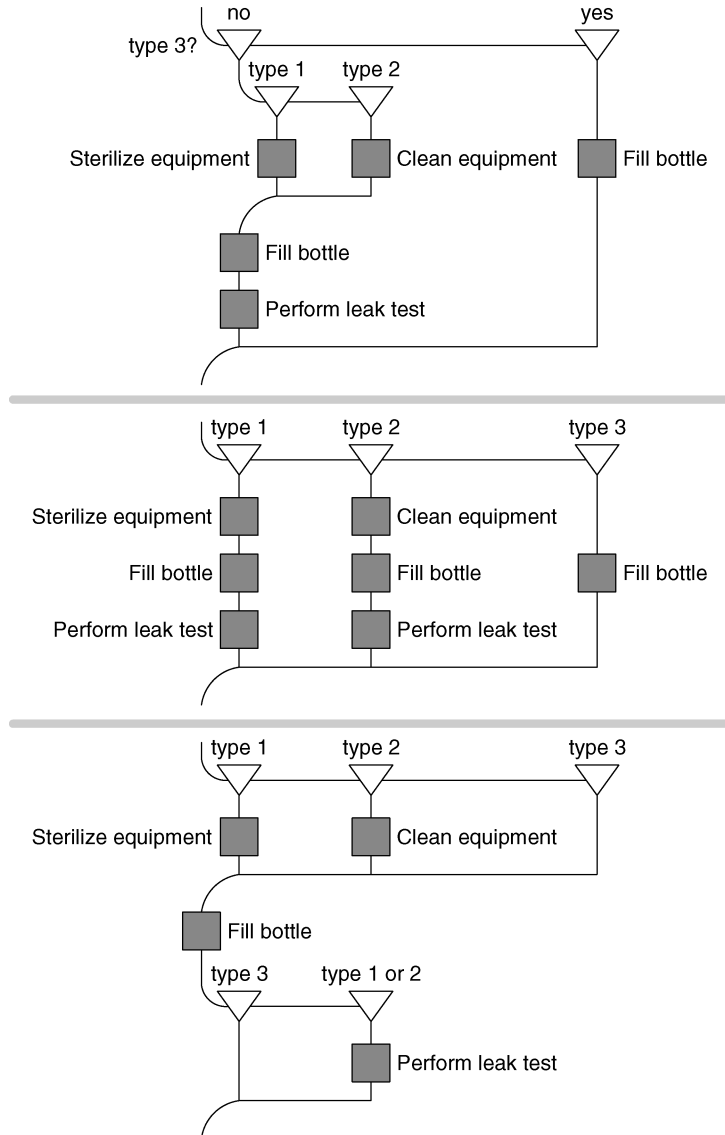 no
yes
type 3?
type 1
type 2
Sterilize equipment
Clean equipment
Fill bottle
Fill bottle
Perform leak test
type 1
type 2
type 3
Sterilize equipment
Clean equipment
Fill bottle
Fill bottle
Fill bottle
Perform leak test
Perform leak test
type 1
type 2
type 3
Sterilize equipment
Clean equipment
Fill bottle
type 3
type 1 or 2
Perform leak test